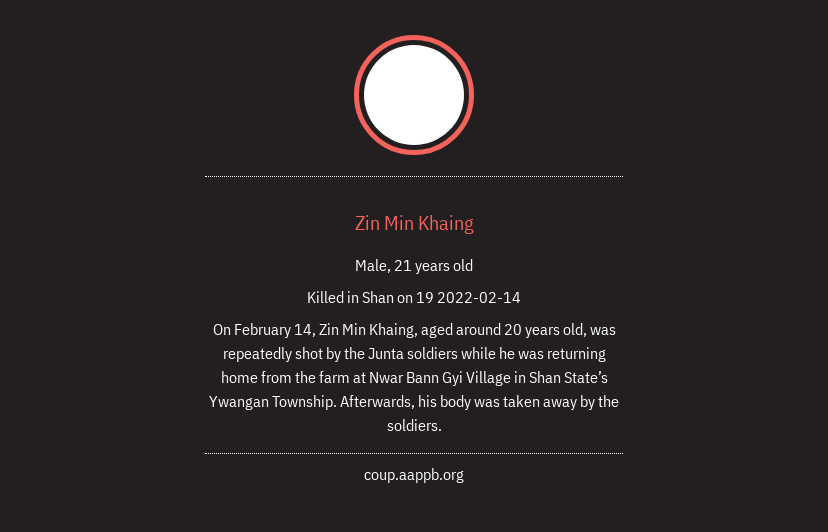 Zin Min Khaing
Male, 21 years old
Killed in Shan on 19 2022-02-14
On February 14, Zin Min Khaing, aged around 20 years old, was
repeatedly shot by the Junta soldiers while he was returning
home from the farm at Nwar Bann Gyi Village in Shan State’s
Ywangan Township. Afterwards, his body was taken away by the
soldiers.
coup.aappb.org